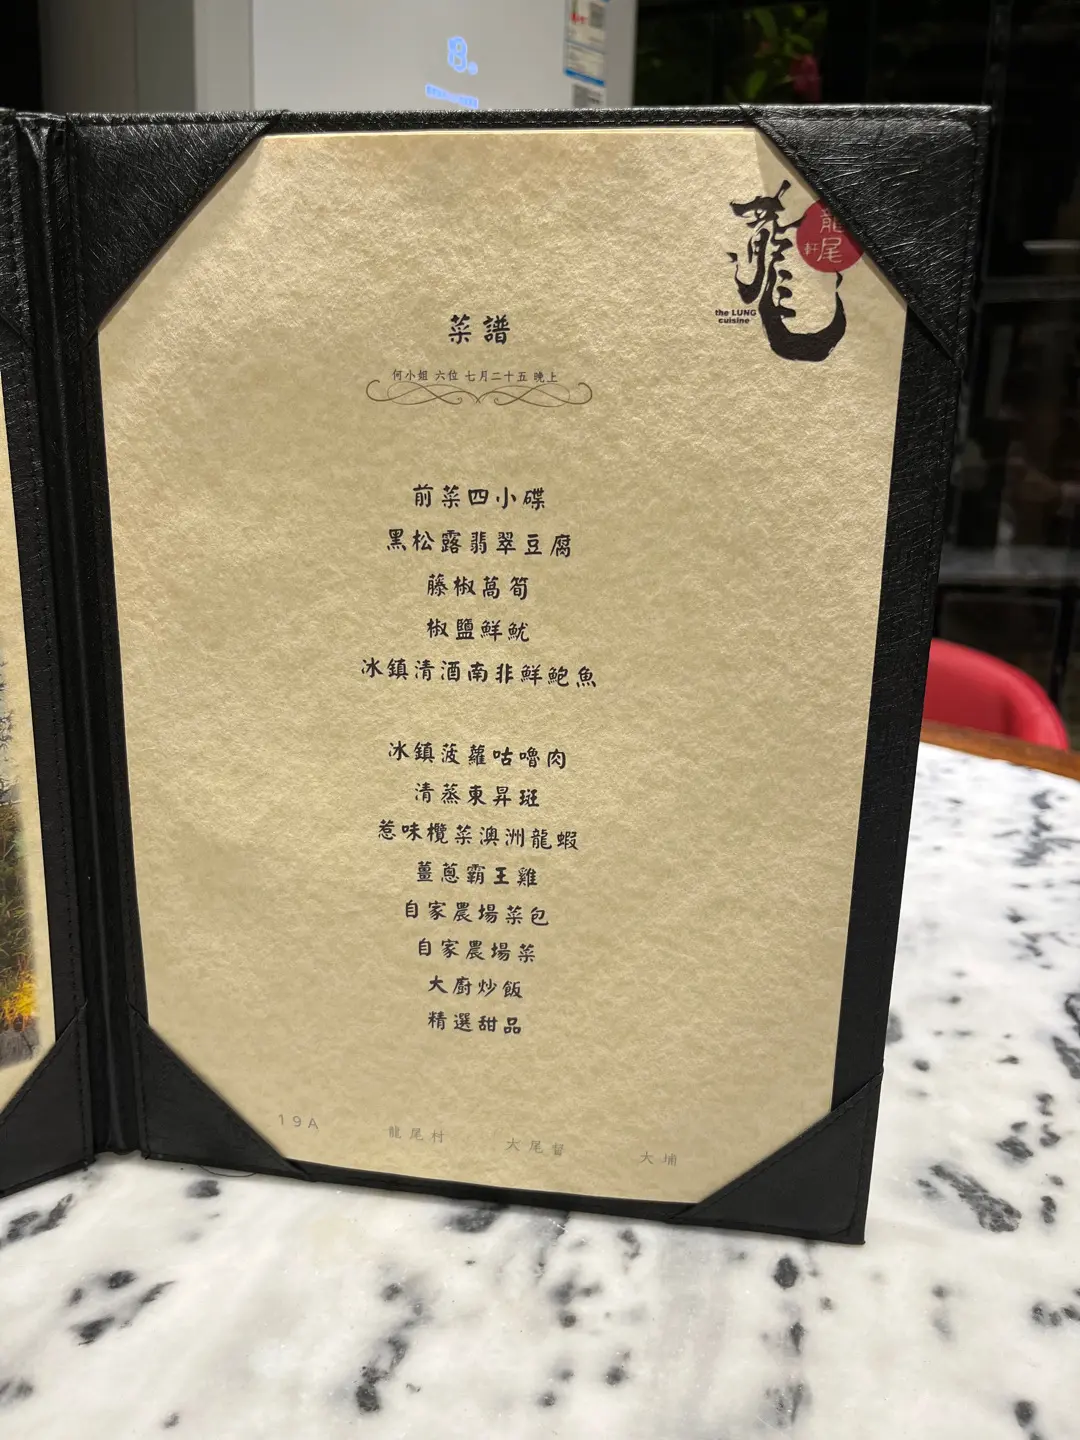 龍尾
軒
the LUNG
cuisine
菜譜
何小姐 六位 七月二十五 晚上
前菜四小碟
黑松露翡翠豆腐
藤椒萵筍
椒鹽鮮魷
冰鎮清酒南非鮮鮑魚
冰鎮菠蘿咕嚕肉
清蒸東昇斑
惹味欖菜澳洲龍蝦
薑蔥霸王雞
自家農場菜包
自家農場菜
大廚炒飯
精選甜品
19A 龍尾村 大尾督 大埔